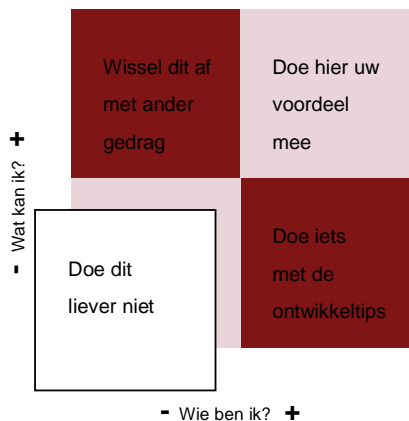 Wissel dit af
met ander
gedrag
Doe hier uw
voordeel
mee
- Wat kan ik? +
Doe dit
liever niet
Doe iets
met de
ontwikkeltips
- Wie ben ik? +